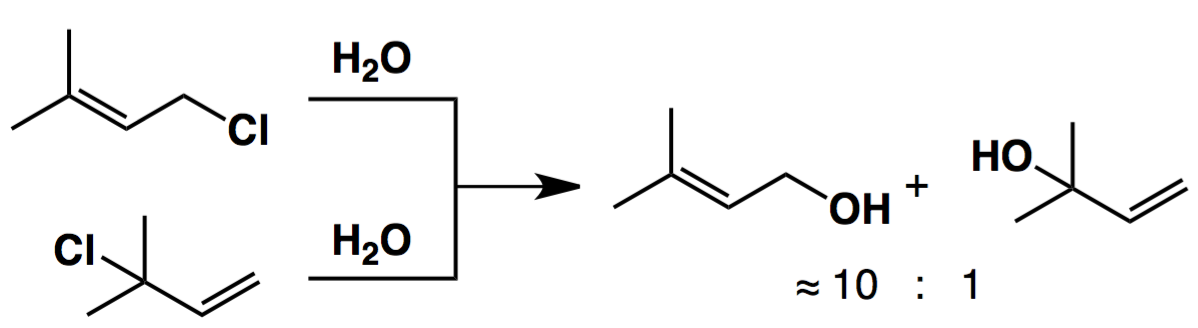 H₂O
Cl
OH
+
HO
Cl
H₂O
≈ 10 : 1